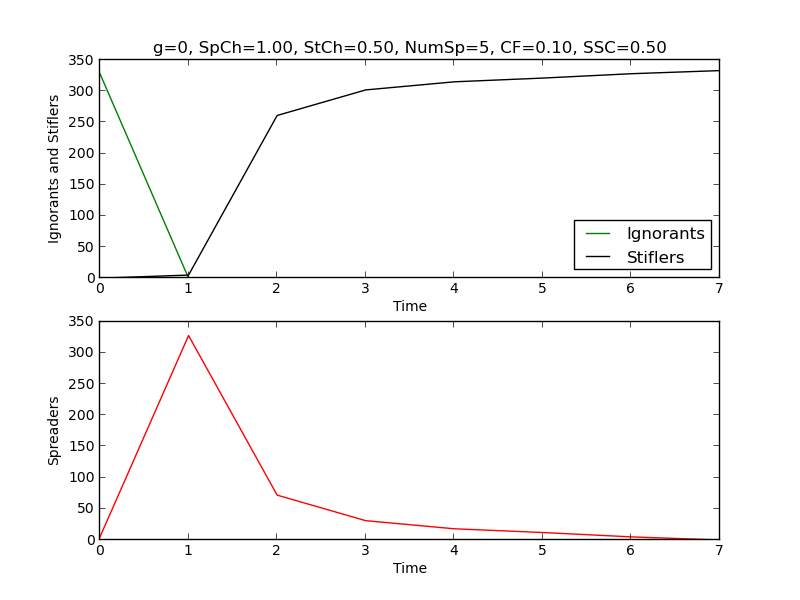 g=0, SpCh=1.00, StCh=0.50, NumSp=5, CF=0.10, SSC=0.50
350
300
250
200
150
100
50
0
Ignorants and Stiflers
Ignorants
Stiflers
0 1 2 3 4 5 6 7
Time
350
300
250
200
150
100
50
0
Spreaders
0 1 2 3 4 5 6 7
Time